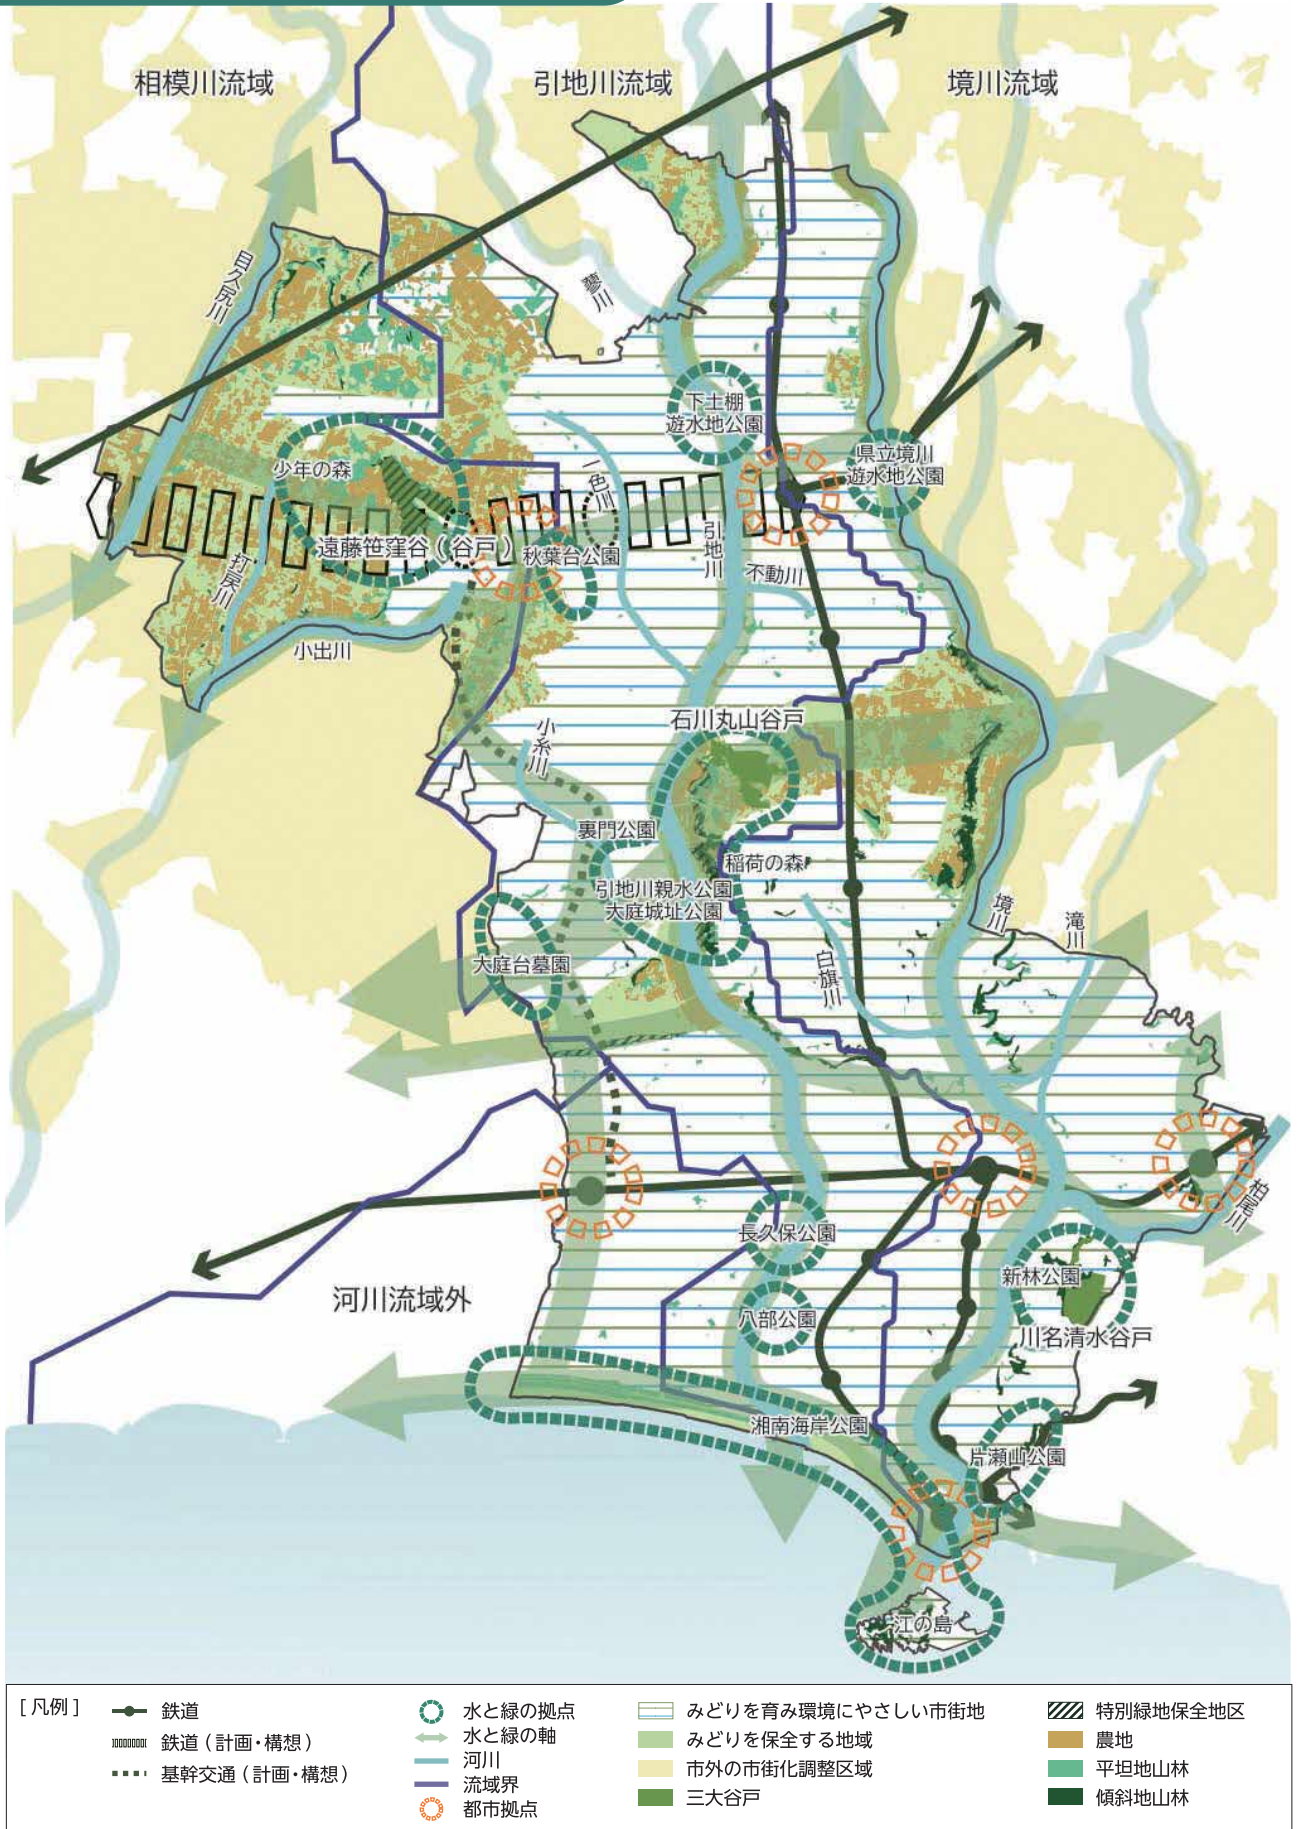 相模川流域
引地川流域
境川流域
目久尻川
蓼川
下土棚
遊水地公園
県立境川
遊水地公園
少年の森
一色川
遠藤笹窪谷(谷戸)
秋葉台公園
引地川
不動川
打戻川
小出川
石川丸山谷戸
小糸川
裏門公園
稲荷の森
引地川親水公園
大庭城址公園
境川
滝川
大庭台墓園
白旗川
柏尾川
長久保公園
新林公園
河川流域外
八部公園
川名清水谷戸
湘南海岸公園
片瀬山公園
江の島
[凡例]
鉄道
鉄道(計画・構想)
基幹交通(計画・構想)
水と緑の拠点
水と緑の軸
河川
流域界
都市拠点
みどりを育み環境にやさしい市街地
みどりを保全する地域
市外の市街化調整区域
三大谷戸
特別緑地保全地区
農地
平坦地山林
傾斜地山林